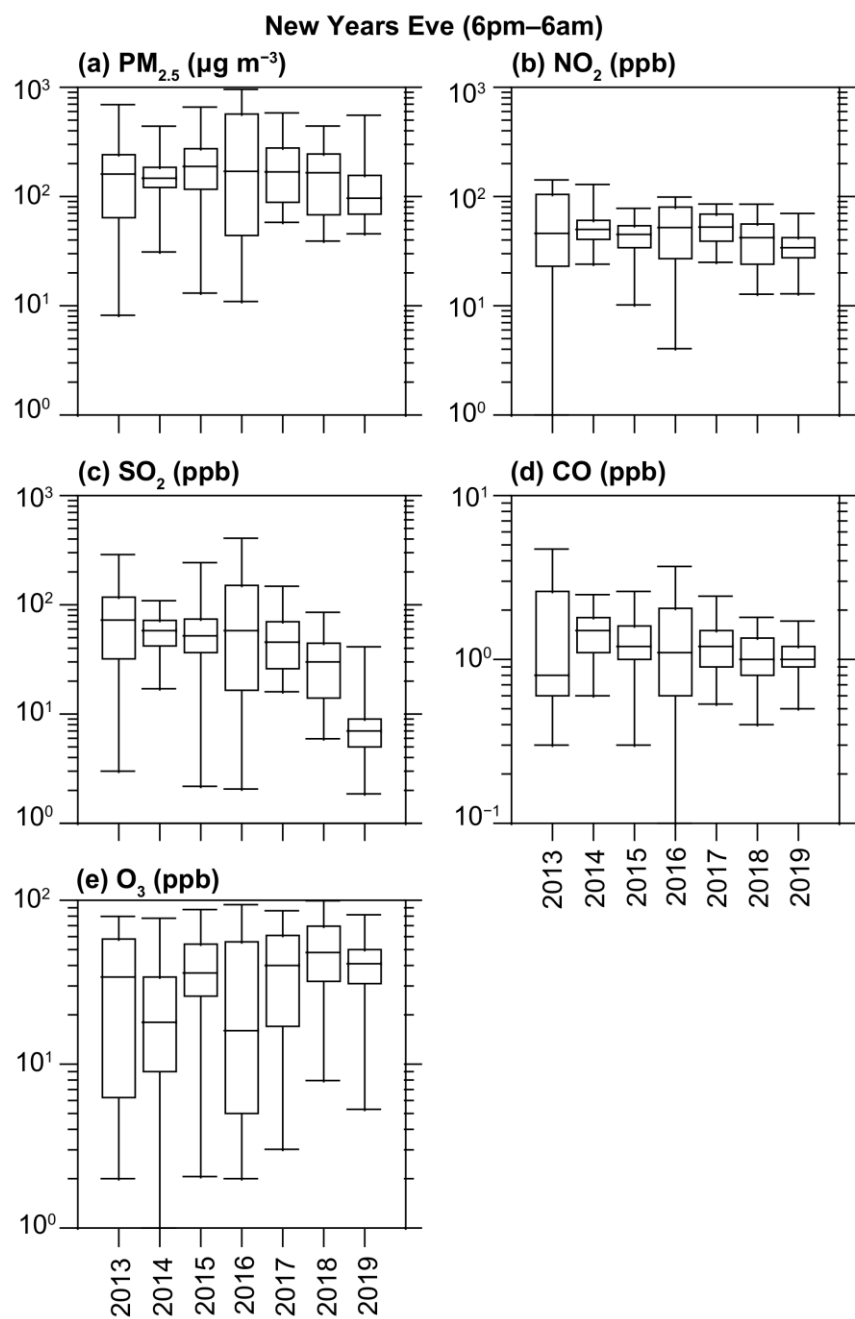 New Years Eve (6pm–6am)
(a) PM₂.₅ (µg m⁻³)
(b) NO₂ (ppb)
10³
10²
10¹
10⁰
10³
10²
10¹
10⁰
(c) SO₂ (ppb)
(d) CO (ppb)
10³
10²
10¹
10⁰
10¹
10⁰
10⁻¹
2013 2014 2015 2016 2017 2018 2019
(e) O₃ (ppb)
10²
10¹
10⁰
2013 2014 2015 2016 2017 2018 2019